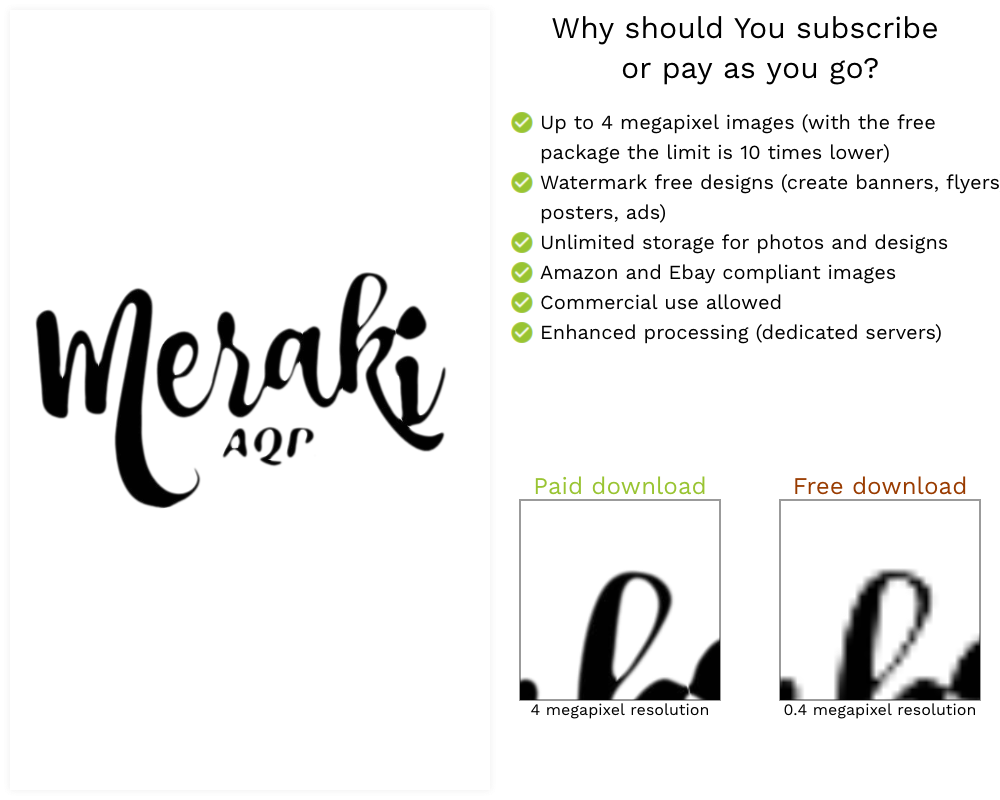 Meraki
AQP
Why should You subscribe
or pay as you go?
Up to 4 megapixel images (with the free
package the limit is 10 times lower)
Watermark free designs (create banners, flyers
posters, ads)
Unlimited storage for photos and designs
Amazon and Ebay compliant images
Commercial use allowed
Enhanced processing (dedicated servers)
Paid download
Free download
4 megapixel resolution
0.4 megapixel resolution